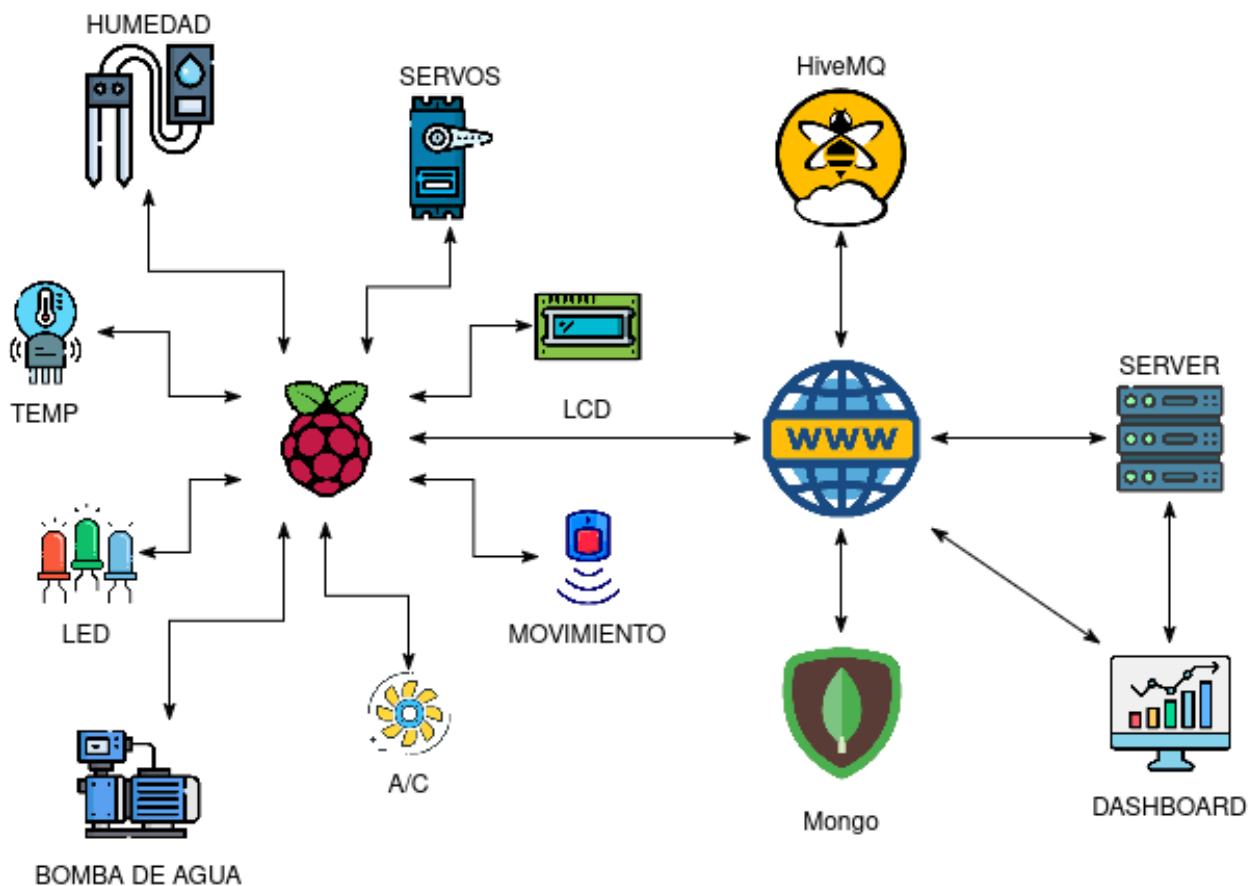 HUMEDAD
SERVOS
HiveMQ
TEMP
LCD
WWW
SERVER
LED
MOVIMIENTO
A/C
BOMBA DE AGUA
Mongo
DASHBOARD